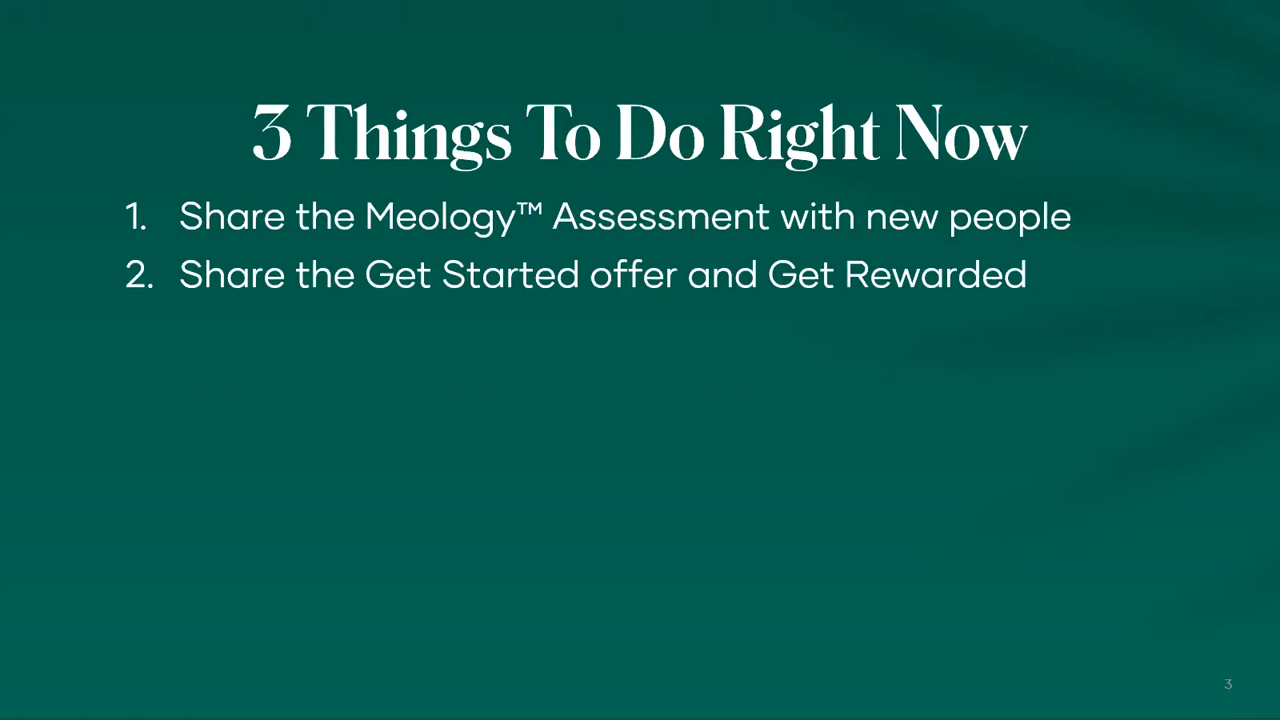 3 Things To Do Right Now
1. Share the Meology™ Assessment with new people
2. Share the Get Started offer and Get Rewarded
3